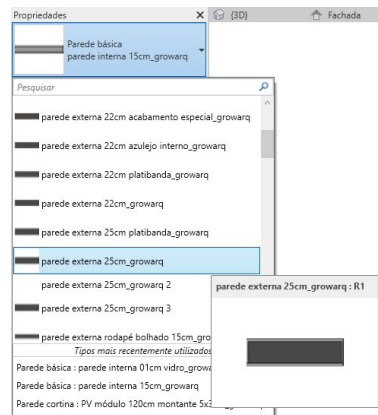 Propriedades
{3D}
Fachada
Parede básica
parede interna 15cm_growarq
Pesquisar
parede externa 22cm acabamento especial_growarq
parede externa 22cm azulejo interno_growarq
parede externa 22cm platibanda_growarq
parede externa 22cm_growarq
parede externa 25cm platibanda_growarq
parede externa 25cm_growarq
parede externa 25cm_growarq 2
parede externa 25cm_growarq : R1
parede externa 25cm_growarq 3
parede externa rodapé bolhado 15cm_gro
Tipos mais recentemente utilizados
Parede básica : parede interna 01cm vidro_growa
Parede básica : parede interna 15cm_growarq
Parede cortina : PV módulo 120cm montante 5x3